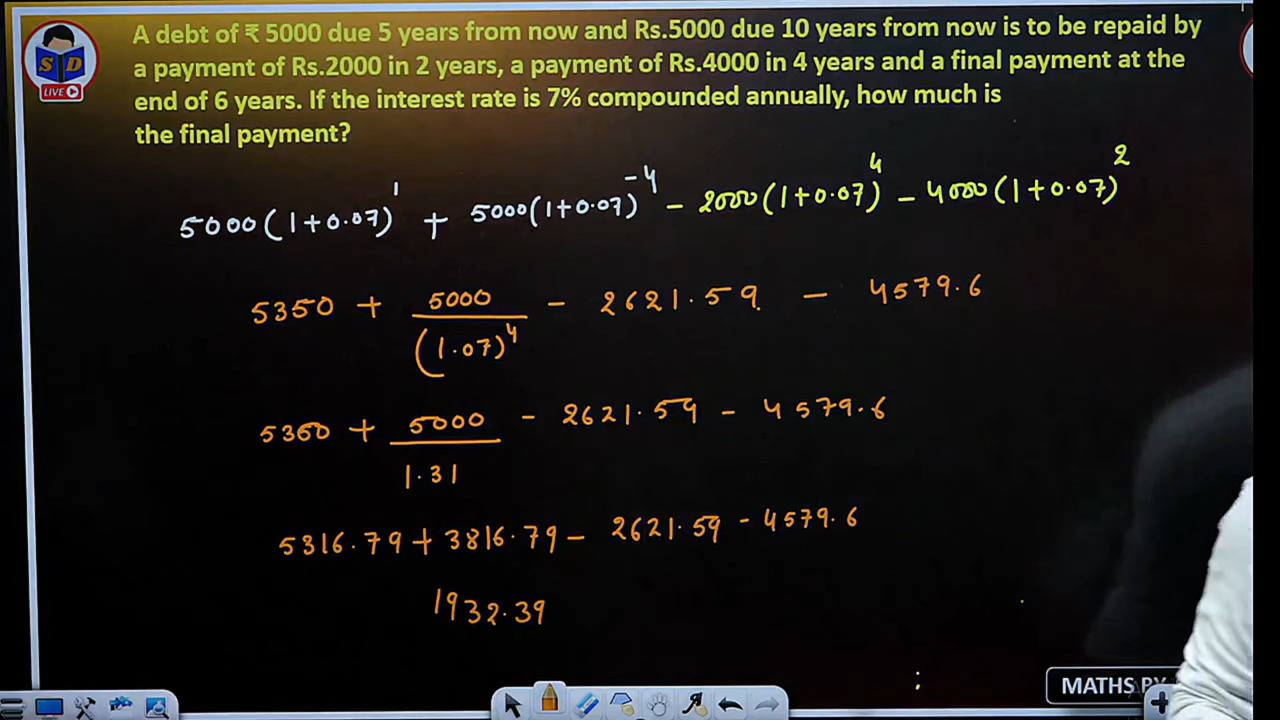 S D
LIVE
A debt of ₹ 5000 due 5 years from now and Rs.5000 due 10 years from now is to be repaid by
a payment of Rs.2000 in 2 years, a payment of Rs.4000 in 4 years and a final payment at the
end of 6 years. If the interest rate is 7% compounded annually, how much is
the final payment?
5000(1+0.07)^1 + 5000(1+0.07)^-4 - 2000(1+0.07)^4 - 4000(1+0.07)^2
5350 + 5000/(1.07)^4 - 2621.59 - 4579.6
5350 + 5000/1.31 - 2621.59 - 4579.6
5316.79 + 3816.79 - 2621.59 - 4579.6
1932.39
MATHS BY